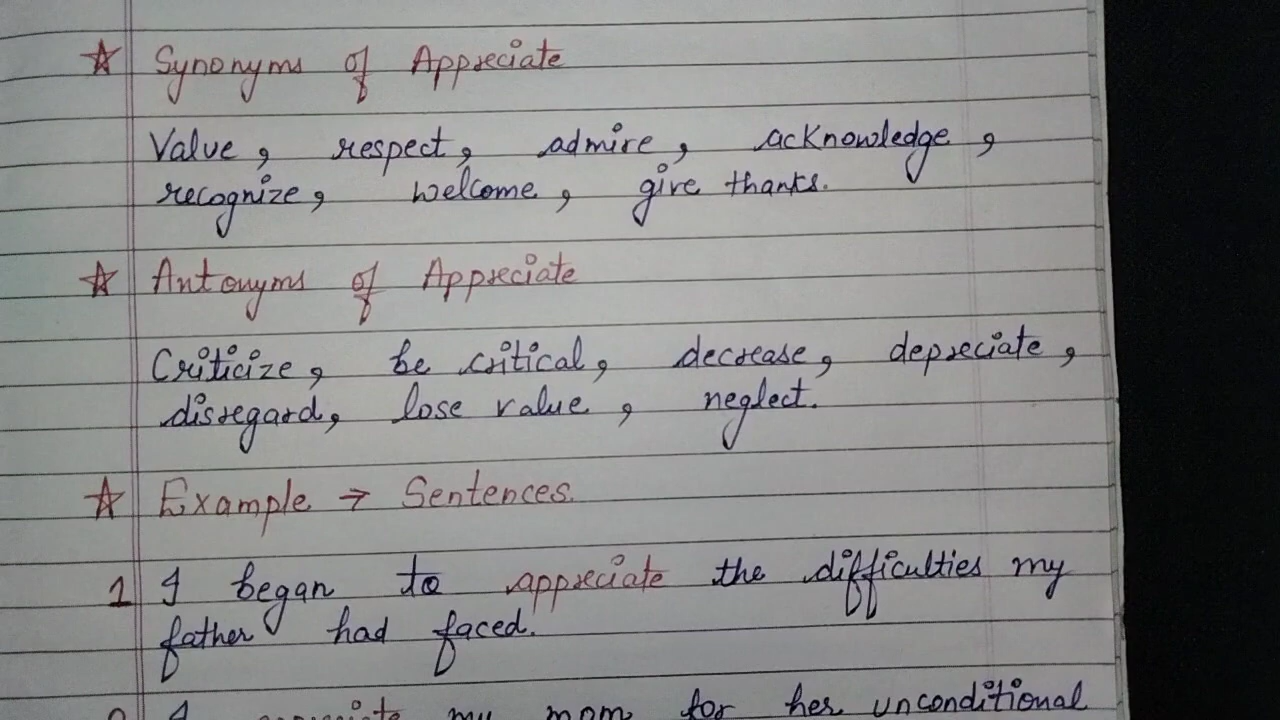 ☆ Synonyms of Appreciate
Value, respect, admire, acknowledge,
recognize, welcome, give thanks.
☆ Antonyms of Appreciate
Criticize, be critical, decrease, depreciate,
disregard, lose value, neglect.
☆ Example → Sentences.
1 I began to appreciate the difficulties my
father had faced.
2 I appreciate my mom for her unconditional